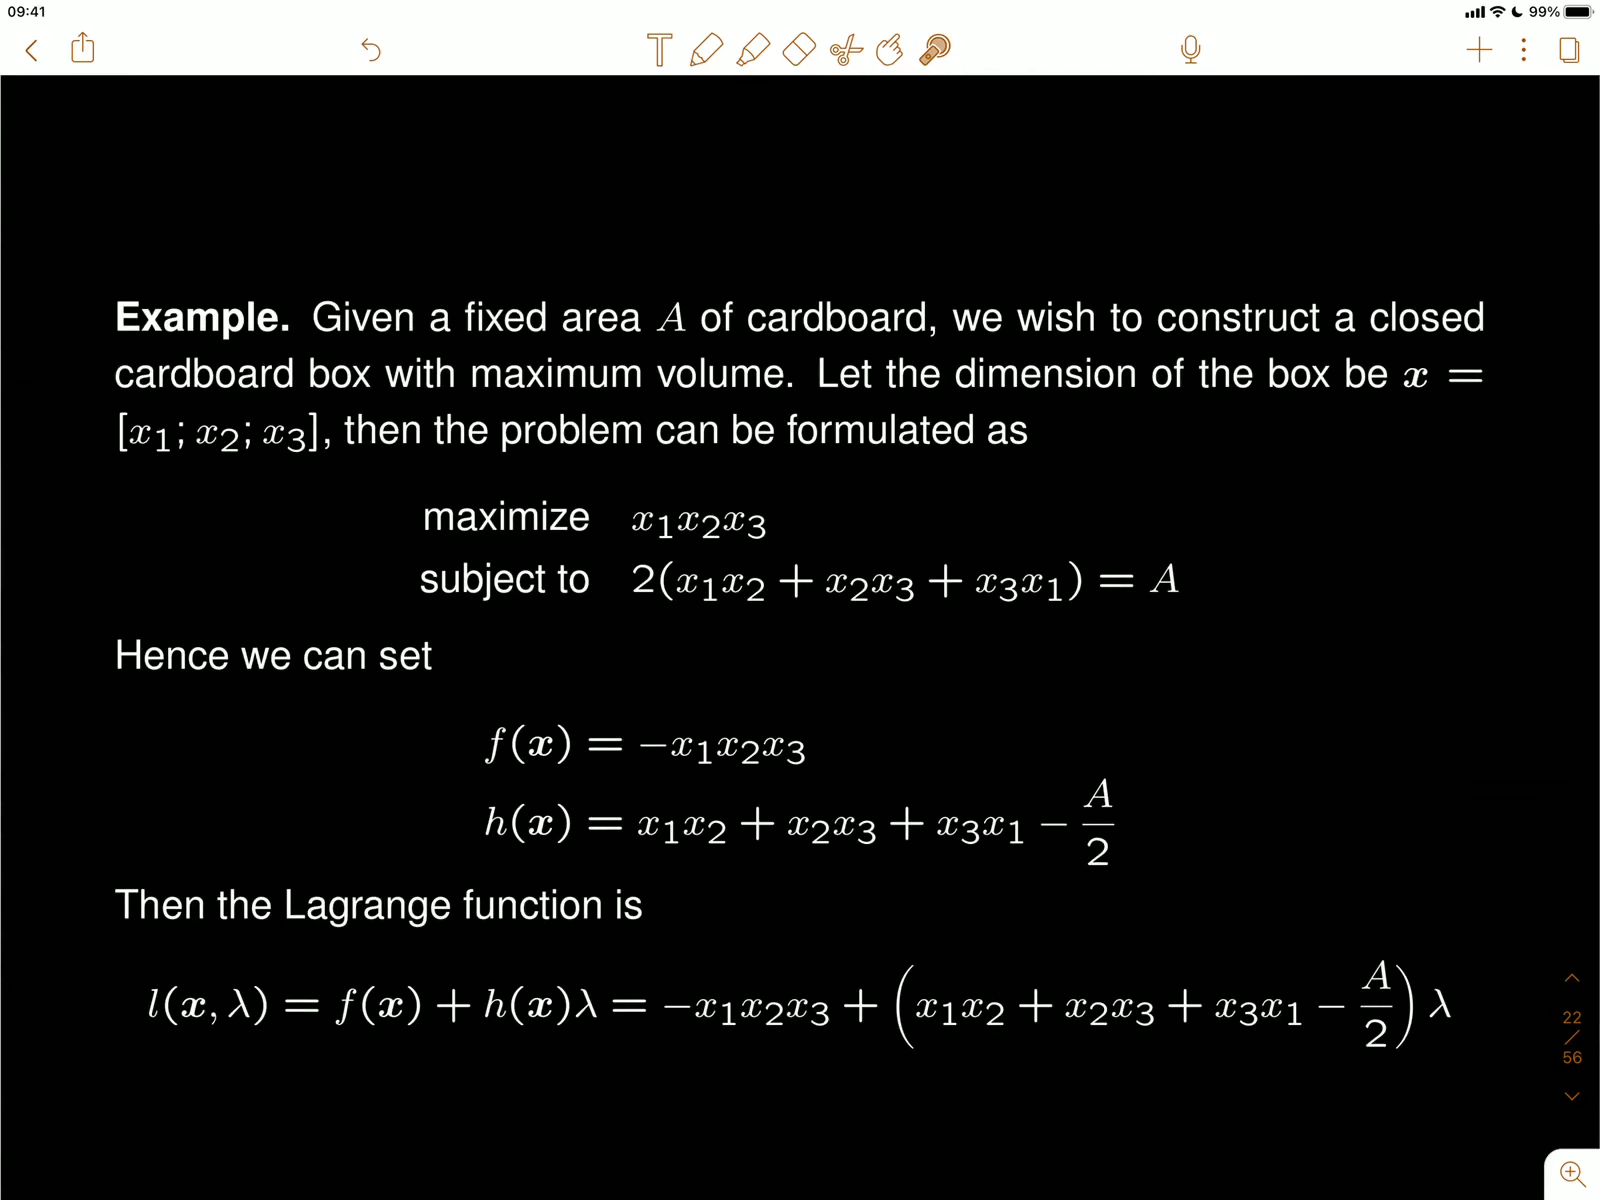 09:41
99%
Example. Given a fixed area A of cardboard, we wish to construct a closed
cardboard box with maximum volume. Let the dimension of the box be x =
[x₁; x₂; x₃], then the problem can be formulated as
maximize x₁x₂x₃
subject to 2(x₁x₂ + x₂x₃ + x₃x₁) = A
Hence we can set
f(x) = −x₁x₂x₃
h(x) = x₁x₂ + x₂x₃ + x₃x₁ − A/2
Then the Lagrange function is
l(x, λ) = f(x) + h(x)λ = −x₁x₂x₃ + (x₁x₂ + x₂x₃ + x₃x₁ − A/2) λ
22
/
56